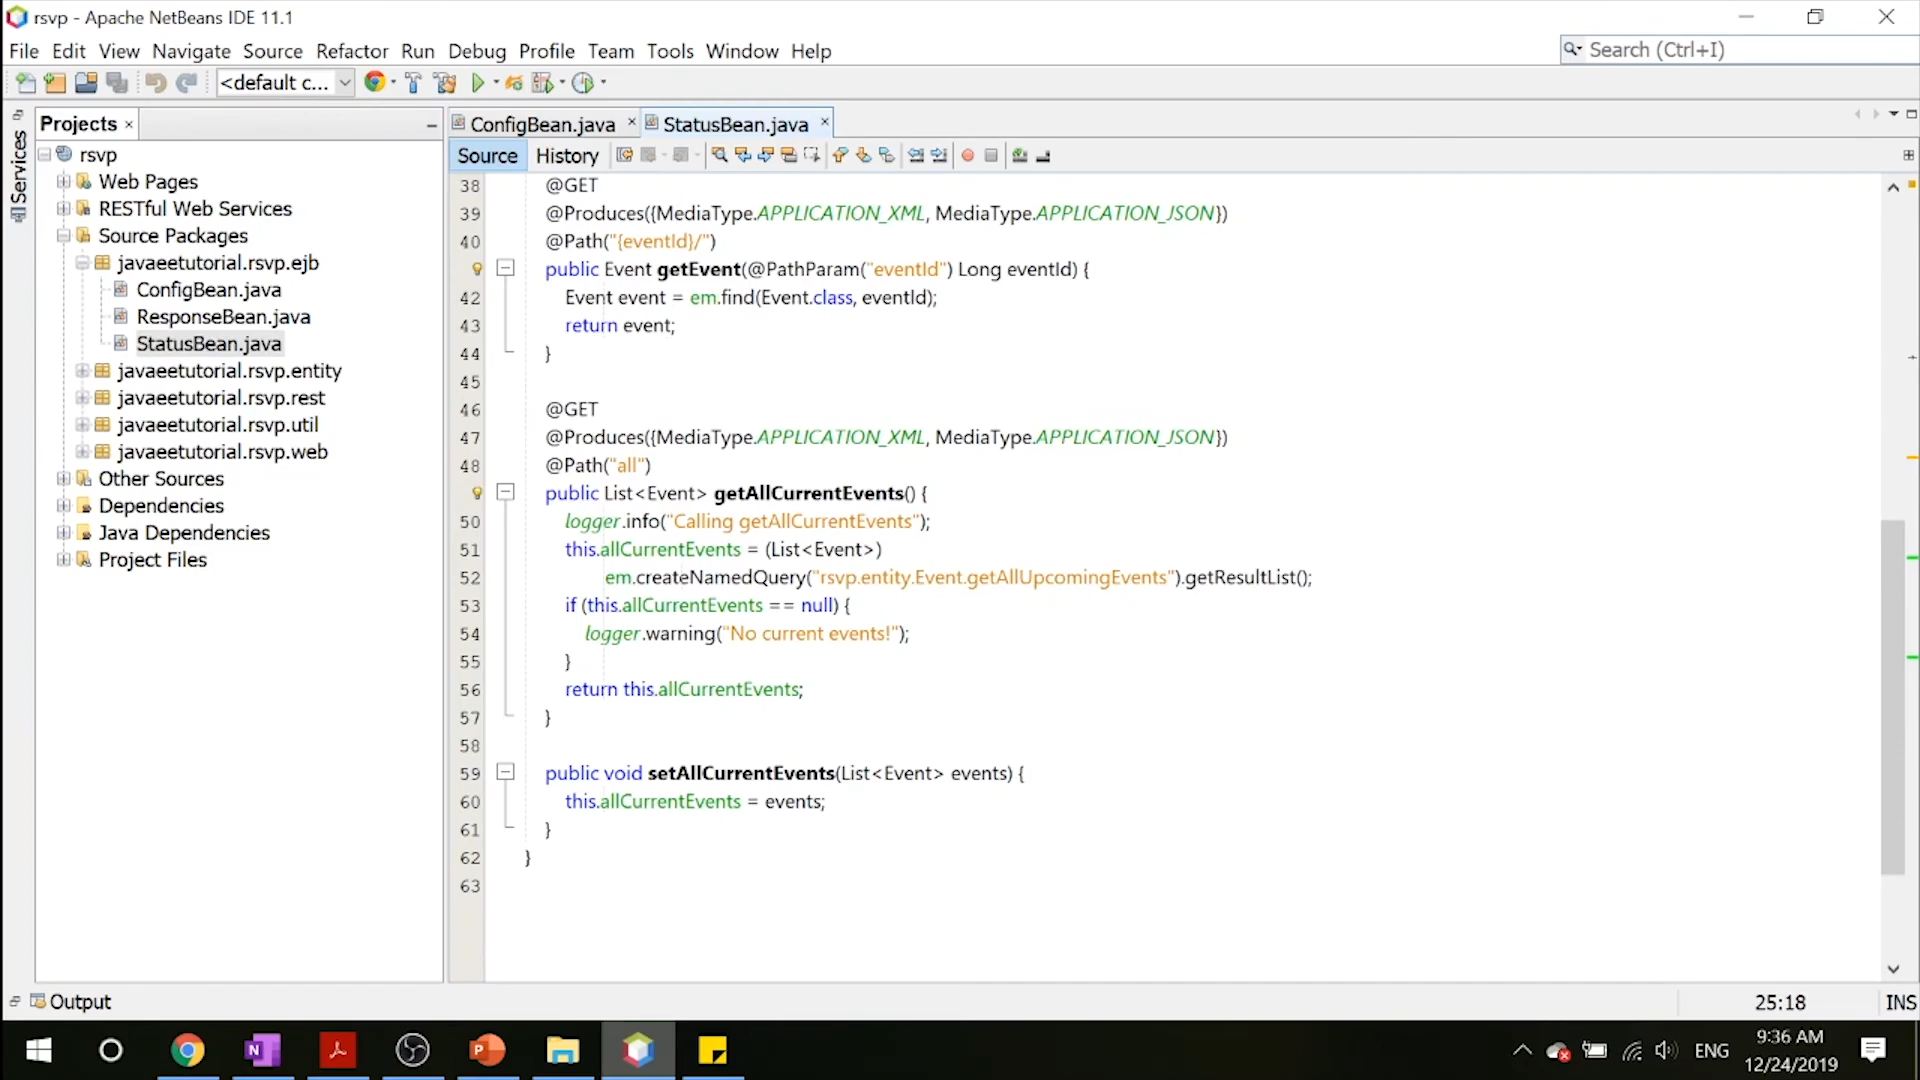 rsvp - Apache NetBeans IDE 11.1
File Edit View Navigate Source Refactor Run Debug Profile Team Tools Window Help
Search (Ctrl+I)
<default c...
Services
Projects
rsvp
Web Pages
RESTful Web Services
Source Packages
javaeetutorial.rsvp.ejb
ConfigBean.java
ResponseBean.java
StatusBean.java
javaeetutorial.rsvp.entity
javaeetutorial.rsvp.rest
javaeetutorial.rsvp.util
javaeetutorial.rsvp.web
Other Sources
Dependencies
Java Dependencies
Project Files
ConfigBean.java StatusBean.java
Source History
38 @GET
39 @Produces({MediaType.APPLICATION_XML, MediaType.APPLICATION_JSON})
40 @Path("{eventId}/")
public Event getEvent(@PathParam("eventId") Long eventId) {
42 Event event = em.find(Event.class, eventId);
43 return event;
44 }
45
46 @GET
47 @Produces({MediaType.APPLICATION_XML, MediaType.APPLICATION_JSON})
48 @Path("all")
public List<Event> getAllCurrentEvents() {
50 logger.info("Calling getAllCurrentEvents");
51 this.allCurrentEvents = (List<Event>)
52 em.createNamedQuery("rsvp.entity.Event.getAllUpcomingEvents").getResultList();
53 if (this.allCurrentEvents == null) {
54 logger.warning("No current events!");
55 }
56 return this.allCurrentEvents;
57 }
58
59 public void setAllCurrentEvents(List<Event> events) {
60 this.allCurrentEvents = events;
61 }
62 }
63
Output
25:18 INS
ENG
9:36 AM
12/24/2019